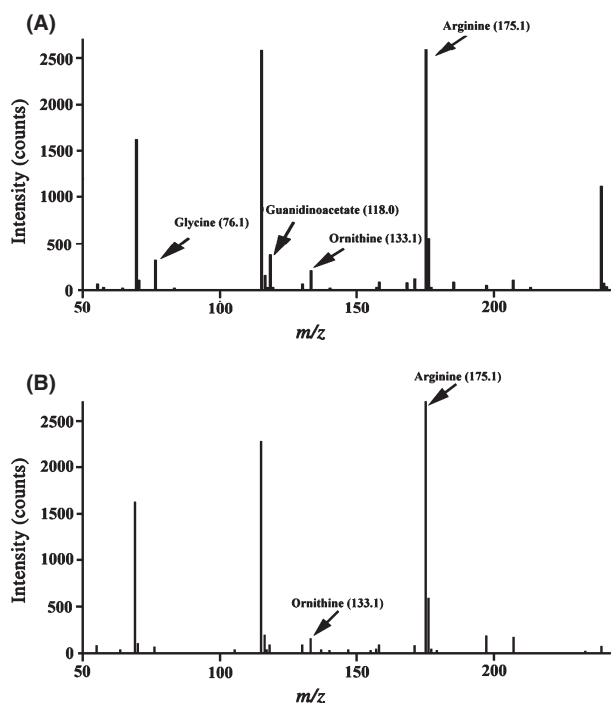 (A)
Arginine (175.1)
2500
2000
1500
1000
500
0
Intensity (counts)
Glycine (76.1)
Guanidinoacetate (118.0)
Ornithine (133.1)
50
100
150
200
m/z
(B)
Arginine (175.1)
2500
2000
1500
1000
500
0
Intensity (counts)
Ornithine (133.1)
50
100
150
200
m/z